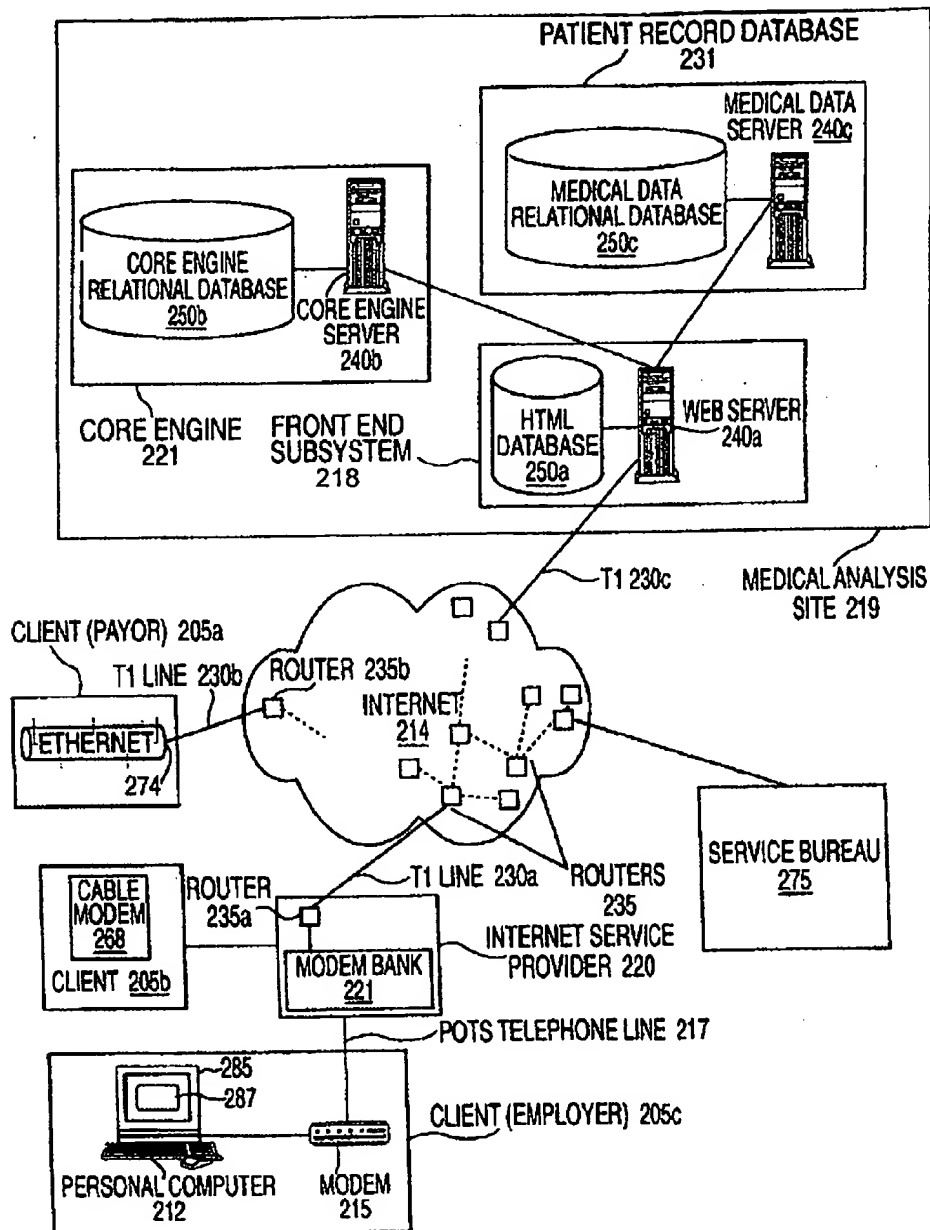 PATIENT RECORD DATABASE
231
MEDICAL DATA
SERVER 240c
MEDICAL DATA
RELATIONAL DATABASE
250c
CORE ENGINE
RELATIONAL DATABASE
250b
CORE ENGINE
SERVER
240b
CORE ENGINE
221
FRONT END
SUBSYSTEM
218
HTML
DATABASE
250a
WEB SERVER
240a
T1 230c
MEDICAL ANALYSIS
SITE 219
CLIENT (PAYOR) 205a
T1 LINE 230b
ROUTER 235b
ETHERNET
274
INTERNET
214
SERVICE BUREAU
275
ROUTERS
235
T1 LINE 230a
ROUTER
235a
CABLE
MODEM
268
CLIENT 205b
MODEM BANK
221
INTERNET SERVICE
PROVIDER 220
POTS TELEPHONE LINE 217
285
287
CLIENT (EMPLOYER) 205c
PERSONAL COMPUTER
212
MODEM
215